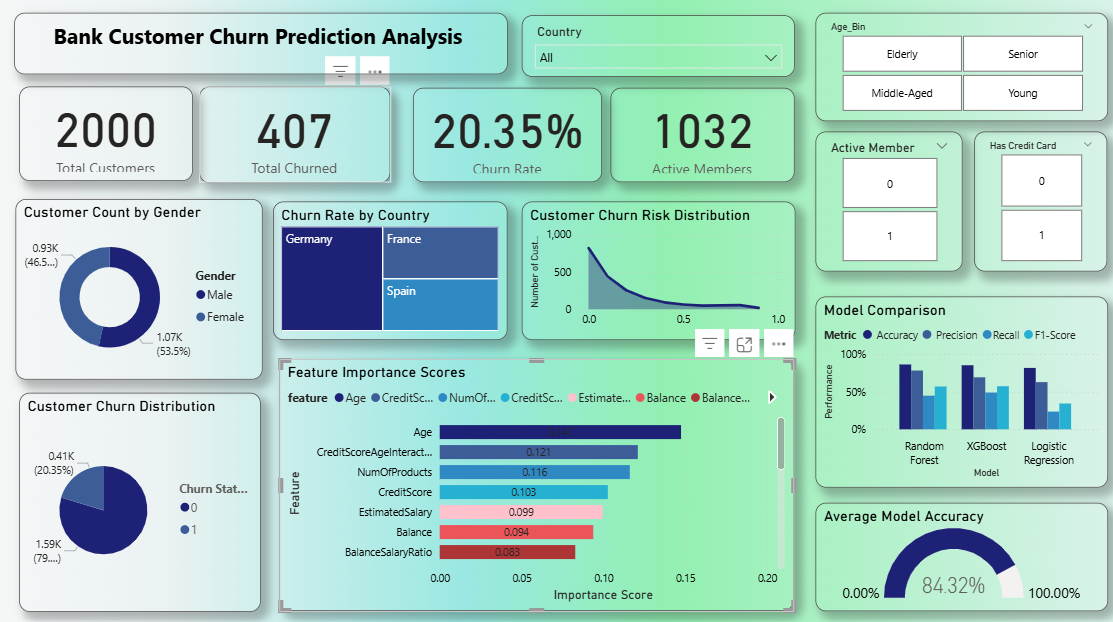 Bank Customer Churn Prediction Analysis
Country
All
Age_Bin
Elderly
Senior
Middle-Aged
Young
2000
Total Customers
407
Total Churned
20.35%
Churn Rate
1032
Active Members
Active Member
0
1
Has Credit Card
0
1
Customer Count by Gender
0.93K
(46.5...)
1.07K
(53.5%)
Gender
Male
Female
Churn Rate by Country
Germany
France
Spain
Customer Churn Risk Distribution
Number of Cust...
1,000
500
0
0.0
0.5
1.0
Model Comparison
Metric Accuracy Precision Recall F1-Score
Performance
100%
50%
0%
Random
Forest
XGBoost
Logistic
Regression
Model
Customer Churn Distribution
0.41K
(20.35%)
1.59K
(79....)
Churn Stat...
0
1
Feature Importance Scores
feature Age CreditSc... NumOf... CreditSc... Estimate... Balance Balance...
Feature
Age
CreditScoreAgeInteract... 0.121
NumOfProducts 0.116
CreditScore 0.103
EstimatedSalary 0.099
Balance 0.094
BalanceSalaryRatio 0.083
0.00 0.05 0.10 0.15 0.20
Importance Score
Average Model Accuracy
84.32%
0.00%
100.00%